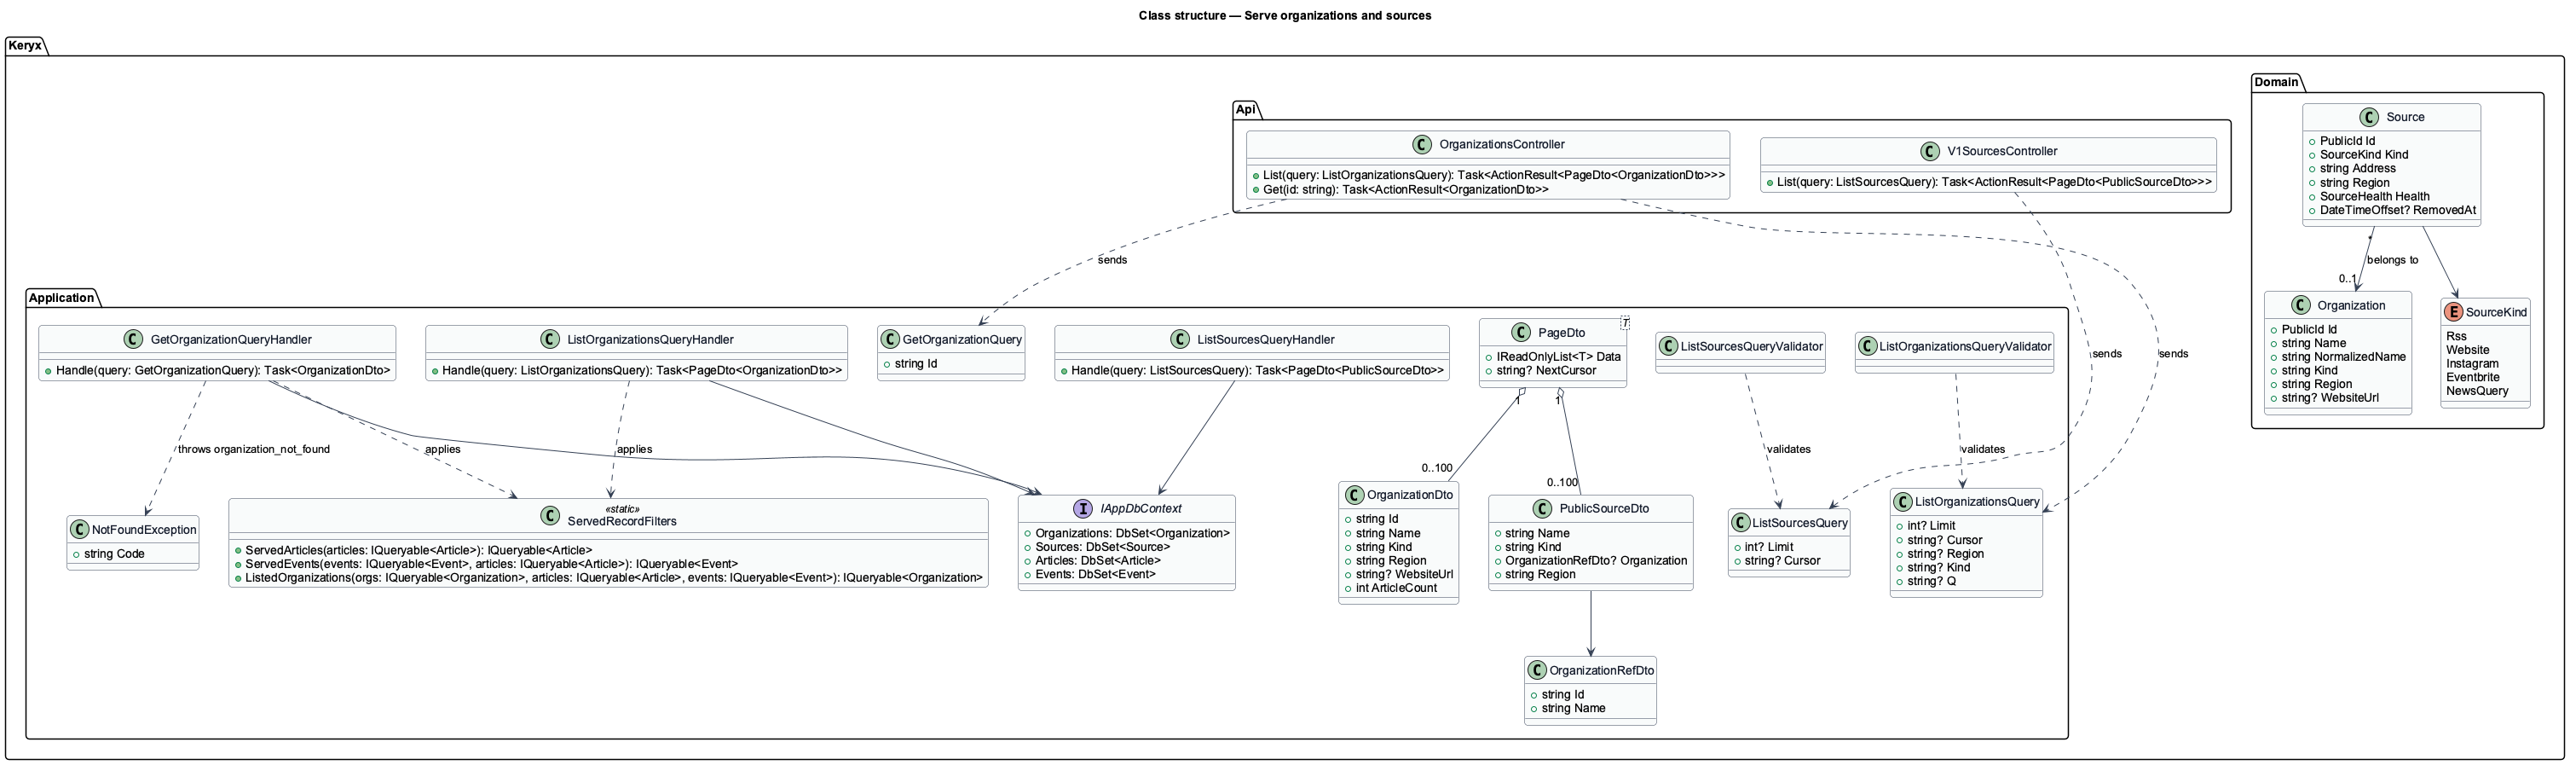 Class structure — Serve organizations and sources
Keryx
Domain
Source
PublicId Id
SourceKind Kind
string Address
string Region
SourceHealth Health
DateTimeOffset? RemovedAt
*
belongs to
0..1
Organization
PublicId Id
string Name
string NormalizedName
string Kind
string Region
string? WebsiteUrl
E SourceKind
Rss
Website
Instagram
Eventbrite
NewsQuery
Api
C OrganizationsController
List(query: ListOrganizationsQuery): Task<ActionResult<PageDto<OrganizationDto>>>
Get(id: string): Task<ActionResult<OrganizationDto>>
C V1SourcesController
List(query: ListSourcesQuery): Task<ActionResult<PageDto<PublicSourceDto>>>
sends
sends
sends
Application
C GetOrganizationQueryHandler
Handle(query: GetOrganizationQuery): Task<OrganizationDto>
C ListOrganizationsQueryHandler
Handle(query: ListOrganizationsQuery): Task<PageDto<OrganizationDto>>
C GetOrganizationQuery
string Id
C ListSourcesQueryHandler
Handle(query: ListSourcesQuery): Task<PageDto<PublicSourceDto>>
C PageDto T
IReadOnlyList<T> Data
string? NextCursor
C ListSourcesQueryValidator
C ListOrganizationsQueryValidator
throws organization_not_found
applies
applies
1
1
0..100
0..100
validates
validates
C NotFoundException
string Code
«static»
C ServedRecordFilters
ServedArticles(articles: IQueryable<Article>): IQueryable<Article>
ServedEvents(events: IQueryable<Event>, articles: IQueryable<Article>): IQueryable<Event>
ListedOrganizations(orgs: IQueryable<Organization>, articles: IQueryable<Article>, events: IQueryable<Event>): IQueryable<Organization>
I IAppDbContext
Organizations: DbSet<Organization>
Sources: DbSet<Source>
Articles: DbSet<Article>
Events: DbSet<Event>
C OrganizationDto
string Id
string Name
string Kind
string Region
string? WebsiteUrl
int ArticleCount
C PublicSourceDto
string Name
string Kind
OrganizationRefDto? Organization
string Region
C ListSourcesQuery
int? Limit
string? Cursor
C ListOrganizationsQuery
int? Limit
string? Cursor
string? Region
string? Kind
string? Q
C OrganizationRefDto
string Id
string Name